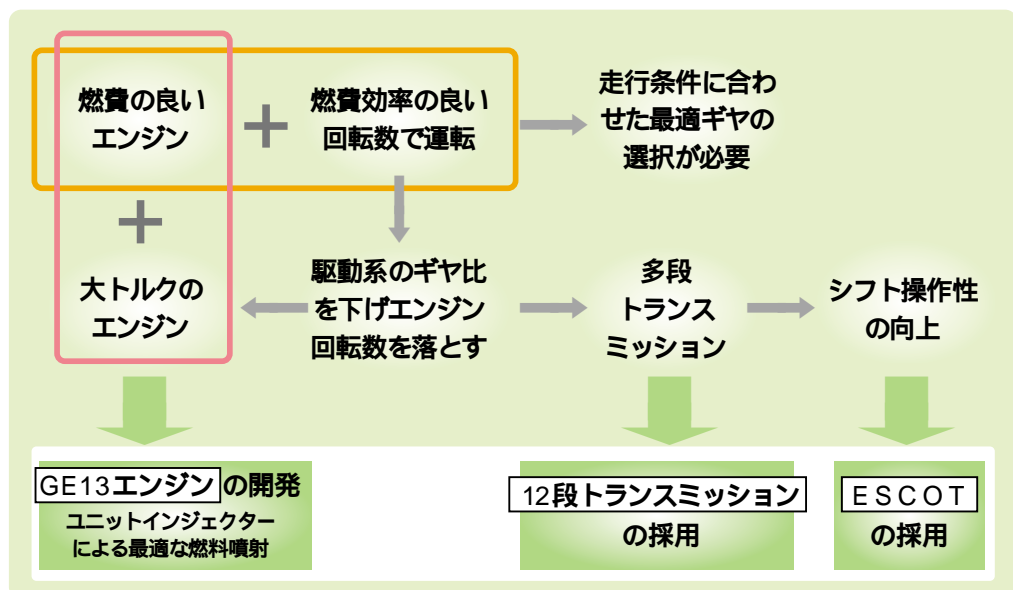 燃費の良い
エンジン
＋
燃費効率の良い
回転数で運転
走行条件に合わ
せた最適ギヤの
選択が必要
＋
大トルクの
エンジン
駆動系のギヤ比
を下げエンジン
回転数を落とす
多段
トランス
ミッション
シフト操作性
の向上
GE13エンジンの開発
ユニットインジェクター
による最適な燃料噴射
12段トランスミッション
の採用
ESCOT
の採用